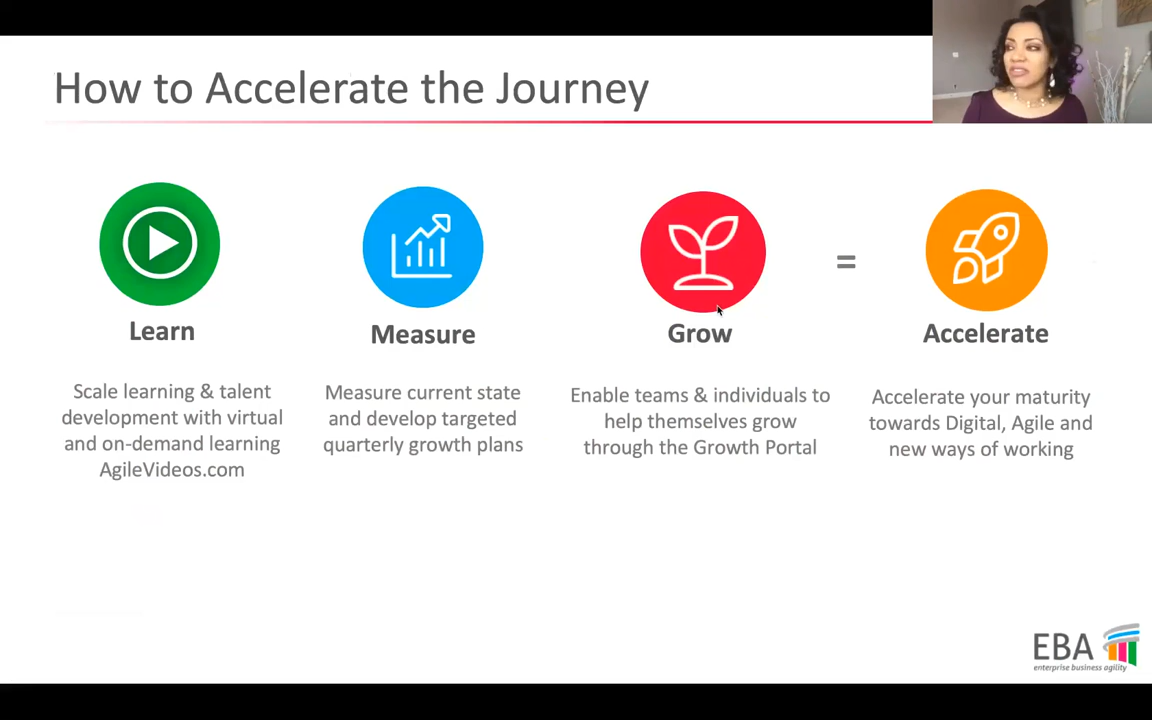 How to Accelerate the Journey
Learn
Scale learning & talent
development with virtual
and on-demand learning
AgileVideos.com
Measure
Measure current state
and develop targeted
quarterly growth plans
Grow
Enable teams & individuals to
help themselves grow
through the Growth Portal
=
Accelerate
Accelerate your maturity
towards Digital, Agile and
new ways of working
EBA
enterprise business agility